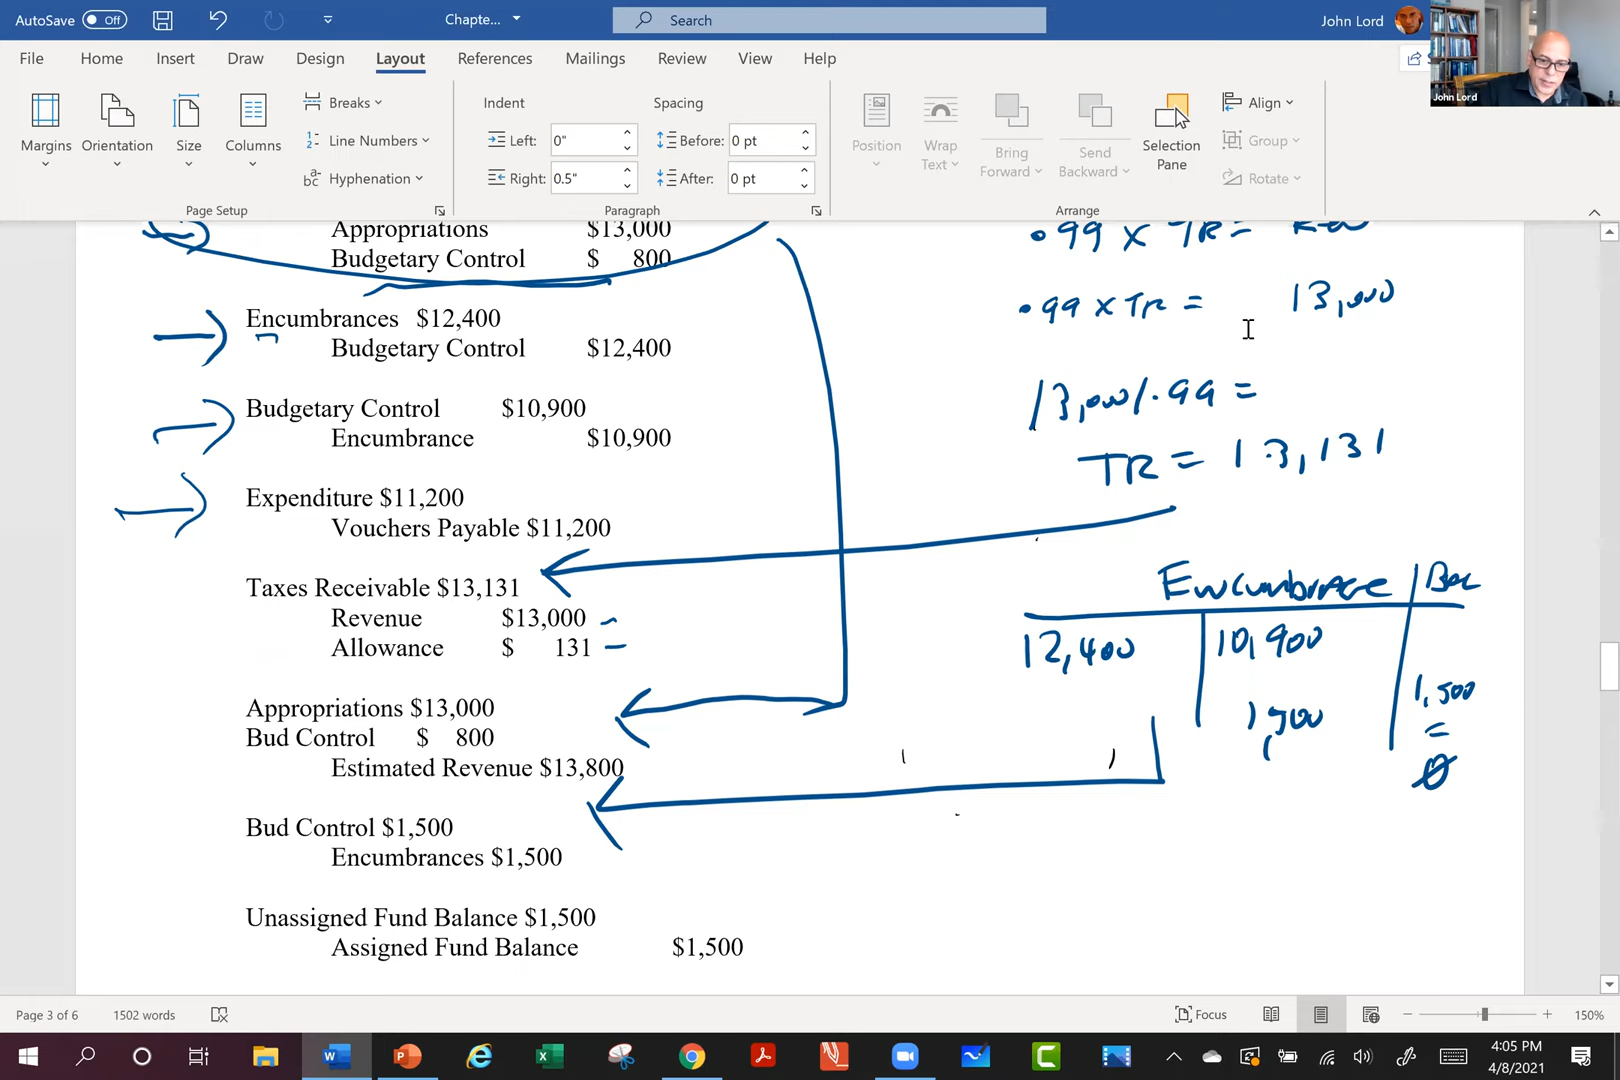 AutoSave Off Chapte... Search John Lord
File Home Insert Draw Design Layout References Mailings Review View Help
John Lord
Margins Orientation Size Columns
Breaks
Line Numbers
Hyphenation
Page Setup
Indent Spacing
Left: 0" Before: 0 pt
Right: 0.5" After: 0 pt
Paragraph
Position Wrap Text Bring Forward Send Backward Selection Pane
Align
Group
Rotate
Arrange
Appropriations $13,000
Budgetary Control $ 800
Encumbrances $12,400
Budgetary Control $12,400
Budgetary Control $10,900
Encumbrance $10,900
Expenditure $11,200
Vouchers Payable $11,200
Taxes Receivable $13,131
Revenue $13,000
Allowance $ 131
Appropriations $13,000
Bud Control $ 800
Estimated Revenue $13,800
Bud Control $1,500
Encumbrances $1,500
Unassigned Fund Balance $1,500
Assigned Fund Balance $1,500
.99 x TR =
.99 x TR = 13,000
13,000/.99 =
TR = 13,131
Encumbrance Bal
12,400 10,900
1,500 1,500
=
0
Page 3 of 6 1502 words Focus 150%
4:05 PM
4/8/2021